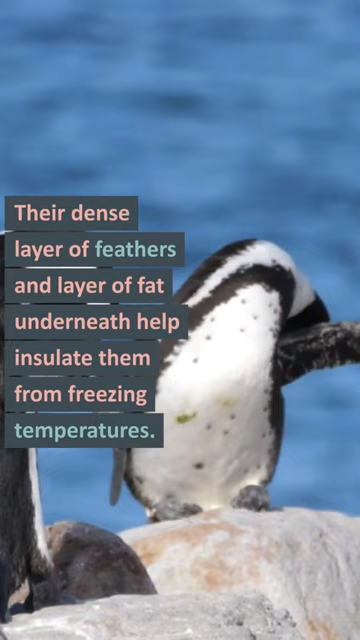 Their dense
layer of feathers
and layer of fat
underneath help
insulate them
from freezing
temperatures.